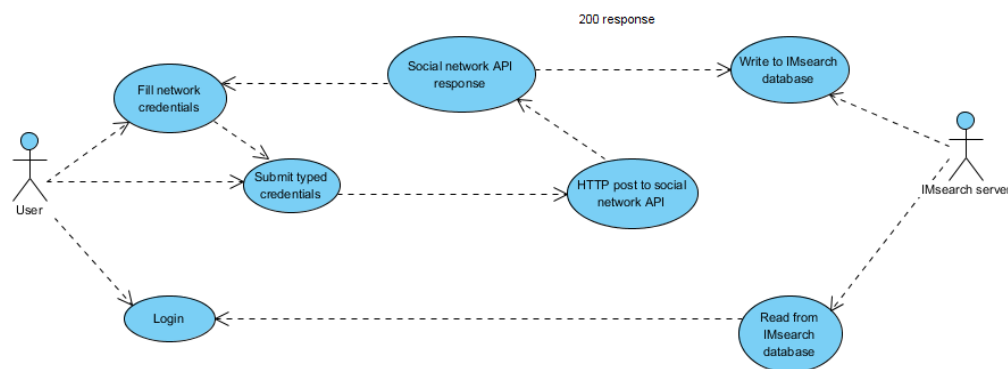 200 response
Social network API
response
Write to IMsearch
database
Fill network
credentials
Submit typed
credentials
HTTP post to social
network API
User
IMsearch server
Login
Read from
IMsearch
database